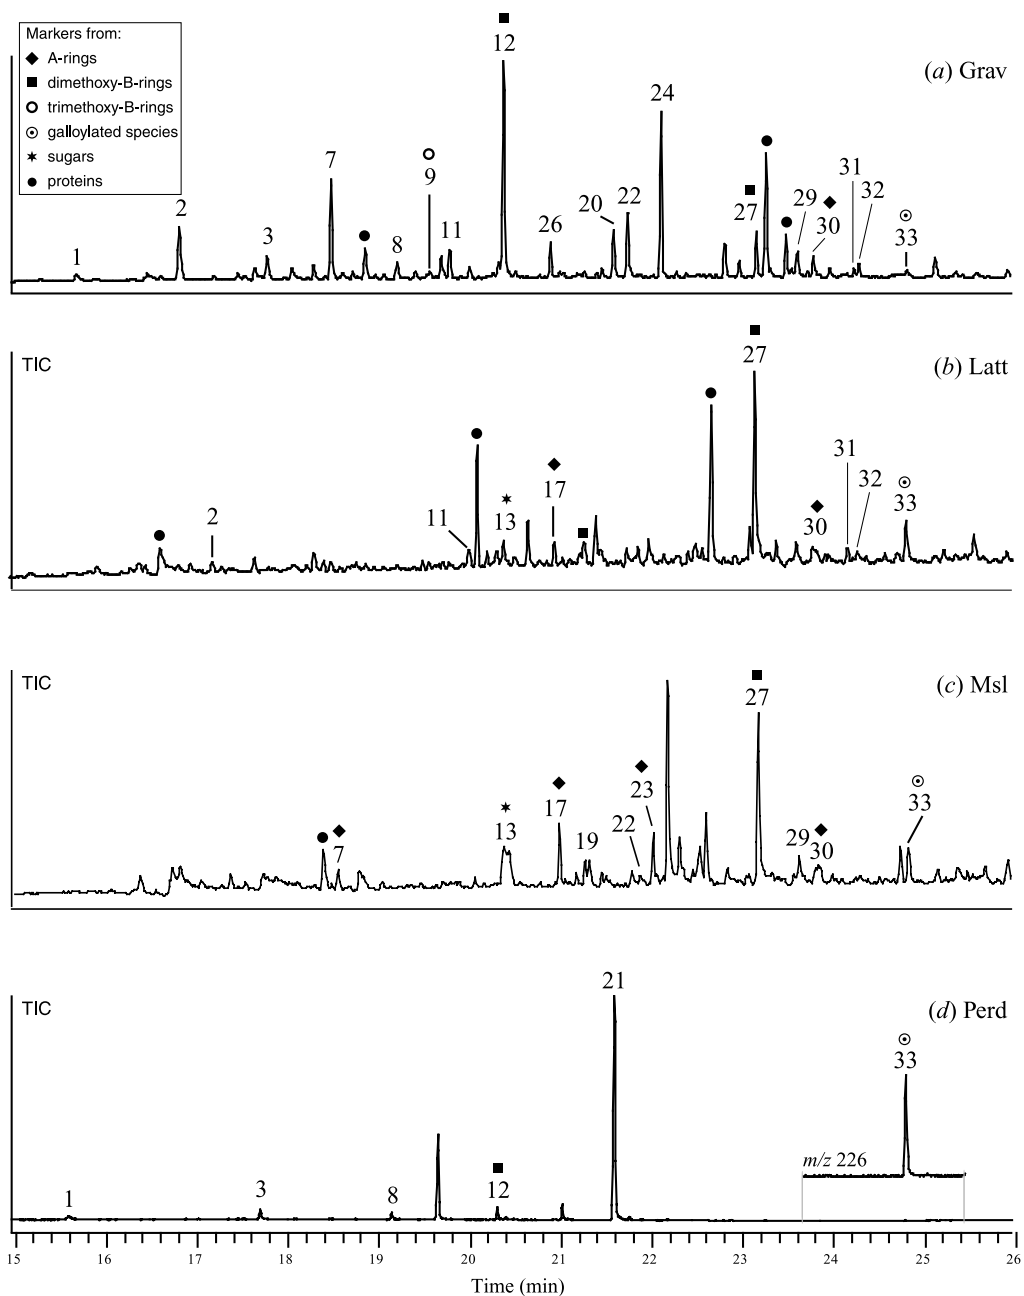 Markers from:
A-rings
dimethoxy-B-rings
trimethoxy-B-rings
galloylated species
sugars
proteins
(a) Grav
1
2
3
7
8
9
11
12
26
20
22
24
27
29
30
31
32
33
TIC
(b) Latt
2
11
13
17
27
30
31
32
33
TIC
(c) Msl
7
13
17
19
22
23
27
29
30
33
TIC
(d) Perd
1
3
8
12
21
33
m/z 226
15 16 17 18 19 20 21 22 23 24 25 26
Time (min)